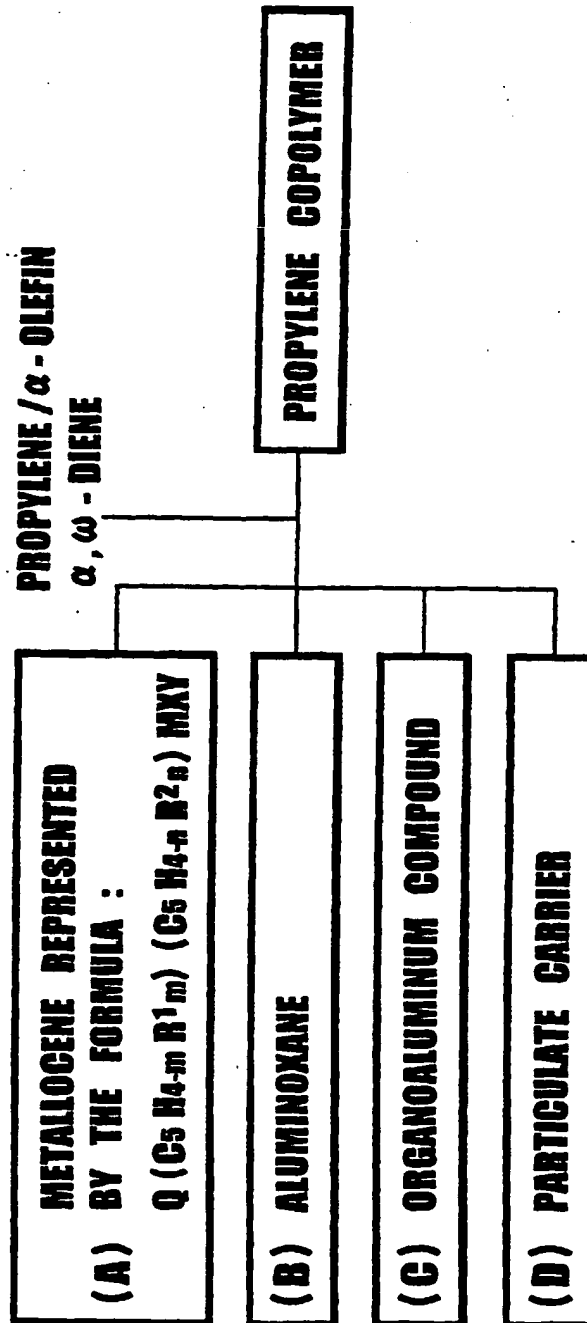 METALLOCENE REPRESENTED
(A) BY THE FORMULA :
Q (C5 H4-m R1m) (C5 H4-n R2n) MXY
(B) ALUMINOXANE
(C) ORGANOALUMINUM COMPOUND
(D) PARTICULATE CARRIER
PROPYLENE / α - OLEFIN
α , ω - DIENE
PROPYLENE COPOLYMER